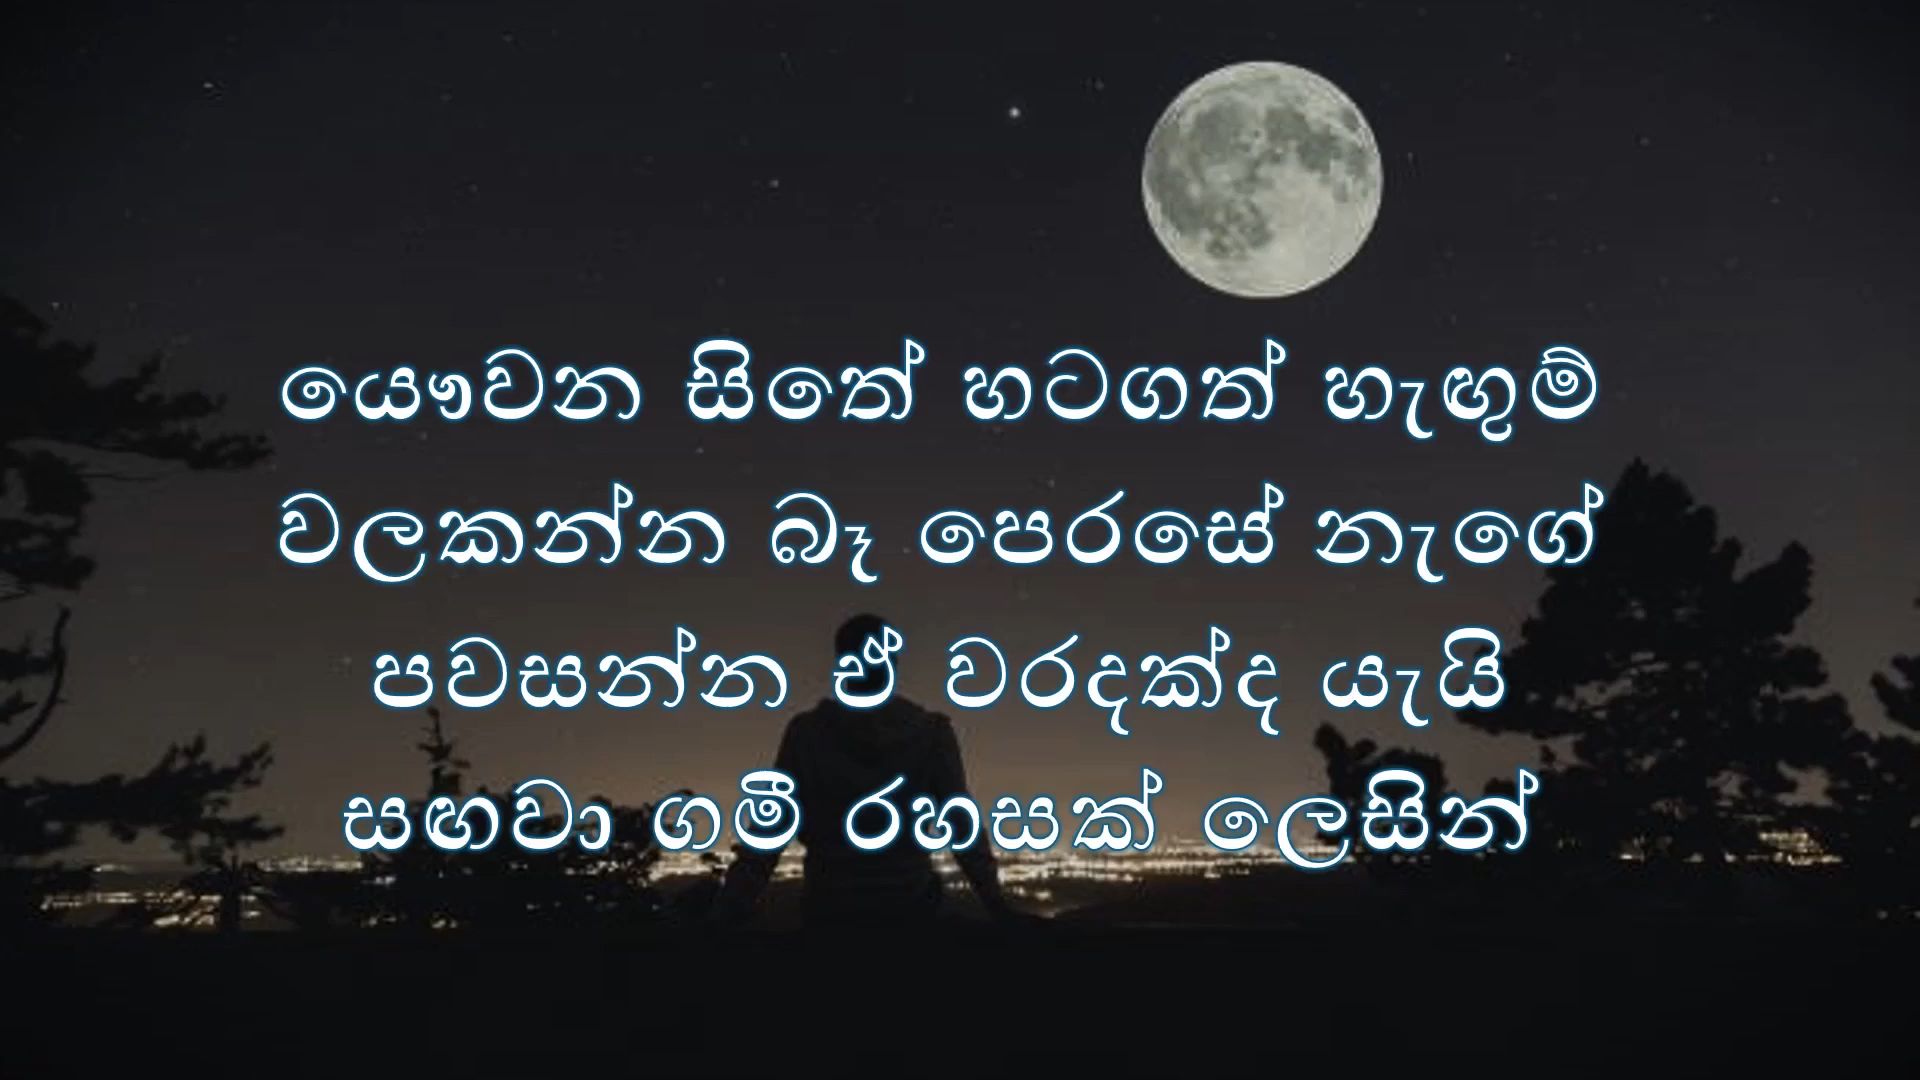 යෞවන සිතේ හටගත් හැඟුම්
වලකන්න බෑ පෙරසේ නැගේ
පවසන්න ඒ වරදක්ද යැයි
සඟවා ගමී රහසක් ලෙසින්